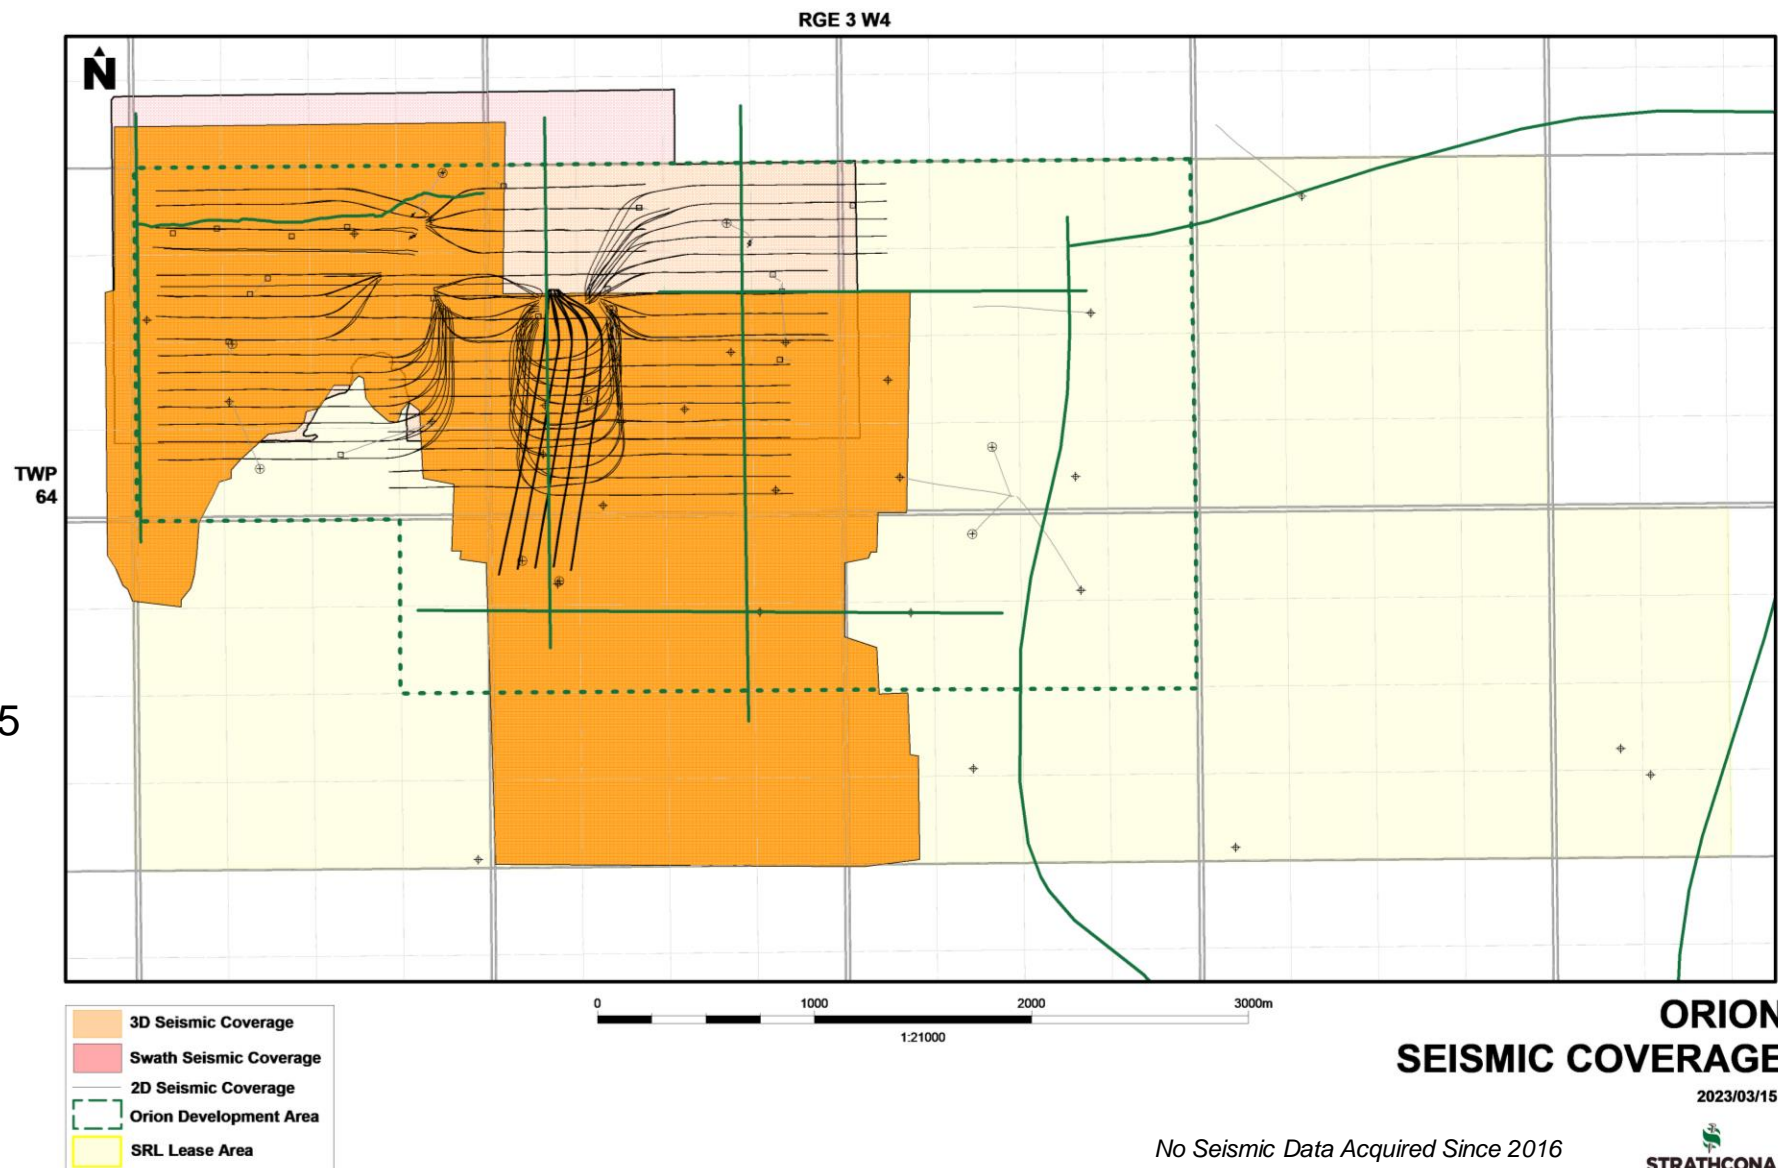 RGE 3 W4
N
TWP
64
5
3D Seismic Coverage
Swath Seismic Coverage
2D Seismic Coverage
Orion Development Area
SRL Lease Area
0 1000 2000 3000m
1:21000
ORION
SEISMIC COVERAGE
2023/03/15
No Seismic Data Acquired Since 2016
STRATHCONA